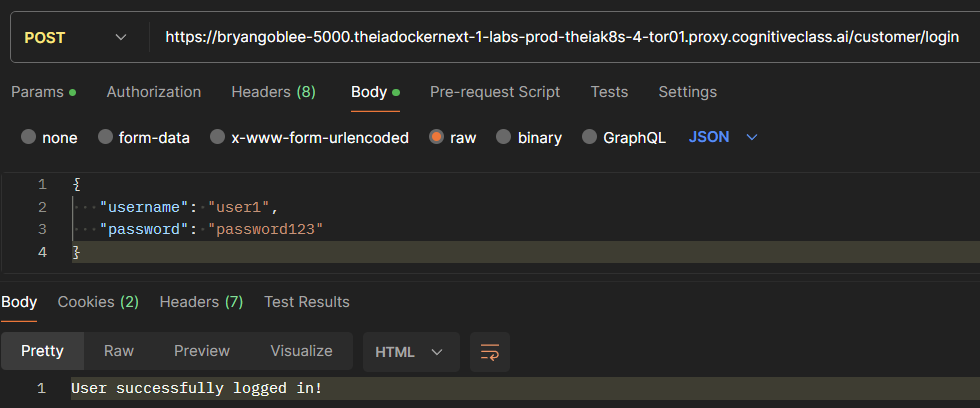 POST https://bryangoblee-5000.theiadockernext-1-labs-prod-theiak8s-4-tor01.proxy.cognitiveclass.ai/customer/login
Params Authorization Headers (8) Body Pre-request Script Tests Settings
none form-data x-www-form-urlencoded raw binary GraphQL JSON
1 {
2 "username": "user1",
3 "password": "password123"
4 }
Body Cookies (2) Headers (7) Test Results
Pretty Raw Preview Visualize HTML
1 User successfully logged in!